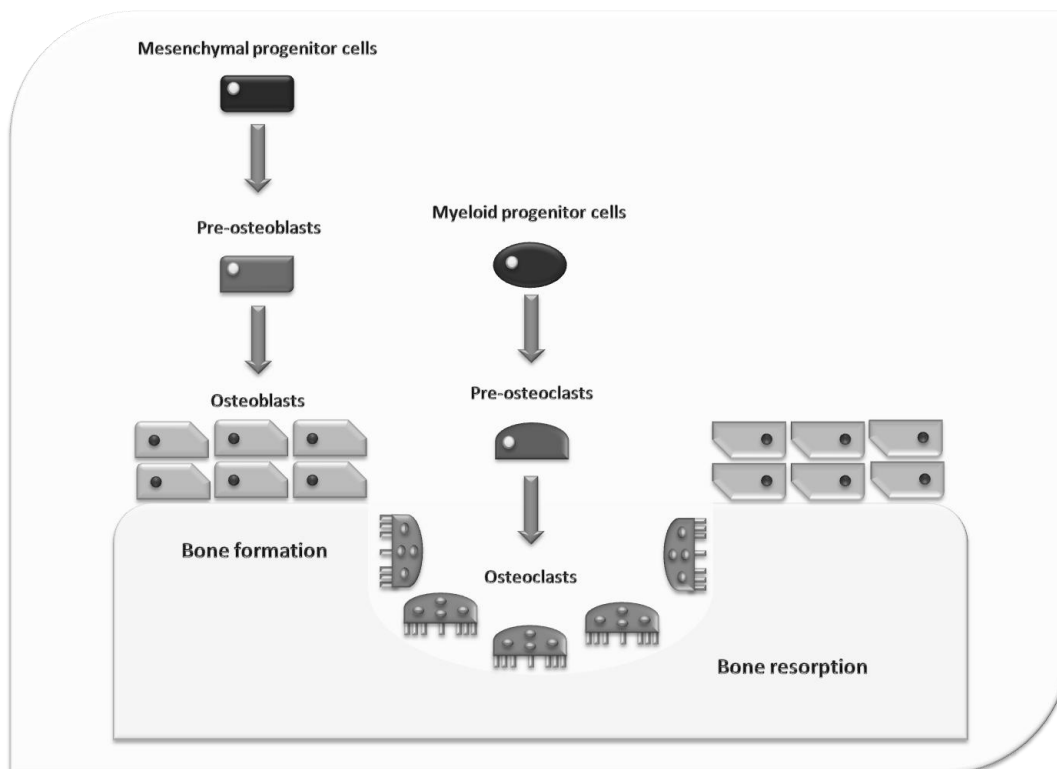 Mesenchymal progenitor cells
Pre-osteoblasts
Osteoblasts
Myeloid progenitor cells
Pre-osteoclasts
Osteoclasts
Bone formation
Bone resorption